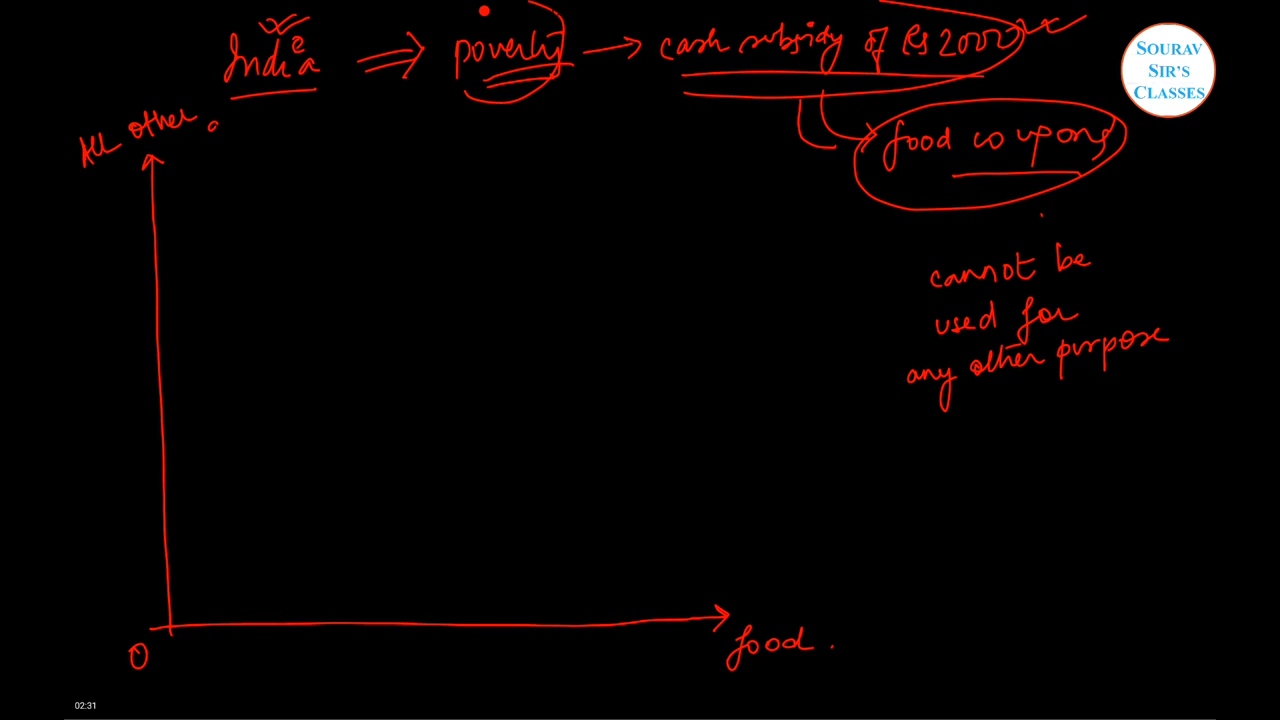 India ⇒ poverty → cash subsidy of Rs 2000
SOURAV
SIR'S
CLASSES
All other
food coupons
cannot be
used for
any other purpose
O
food.
02:31